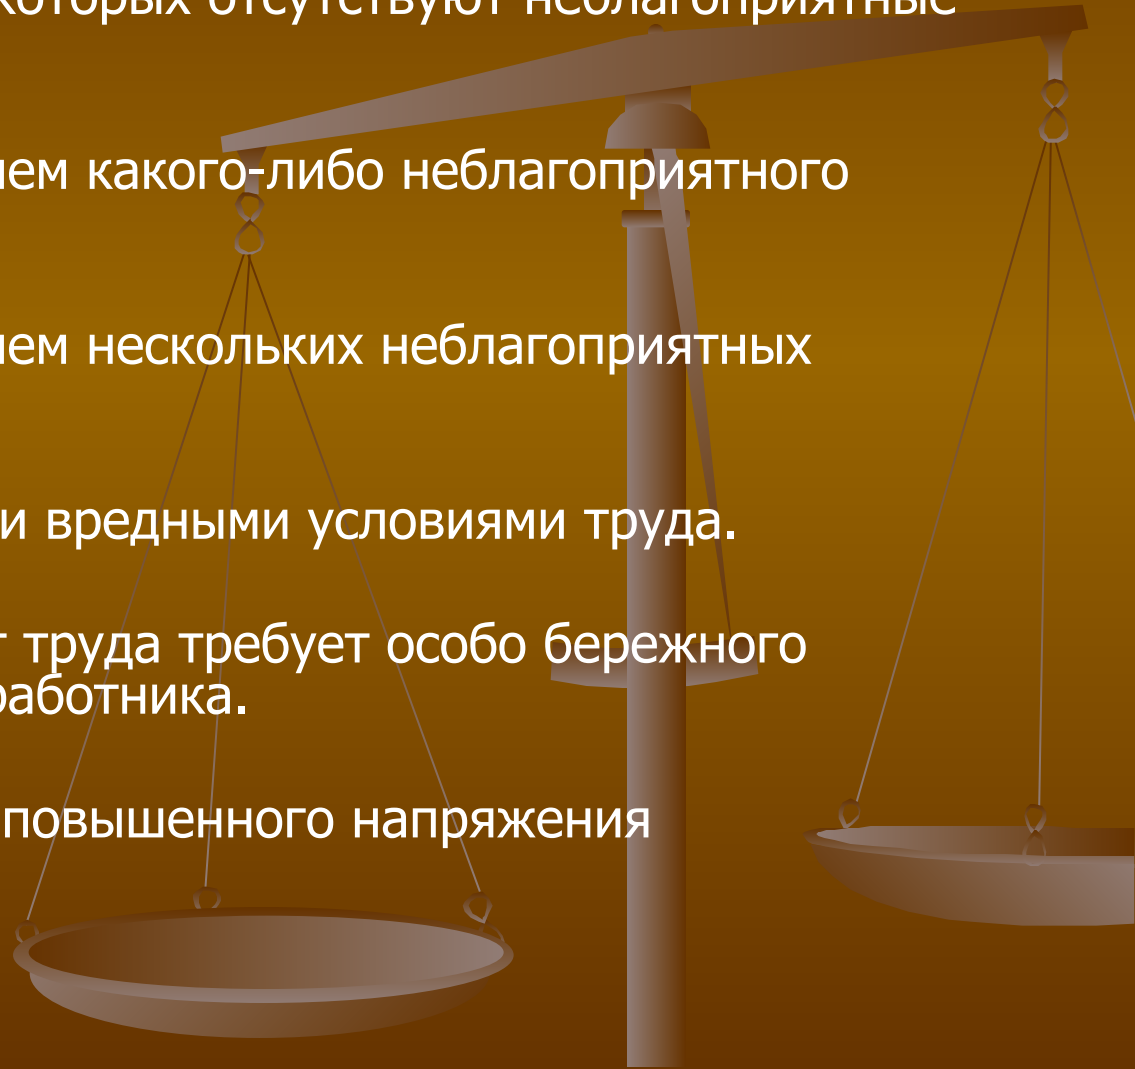 которых отсутствуют неблагоприятные
ием какого-либо неблагоприятного
ием нескольких неблагоприятных
и вредными условиями труда.
т труда требует особо бережного
работника.
повышенного напряжения